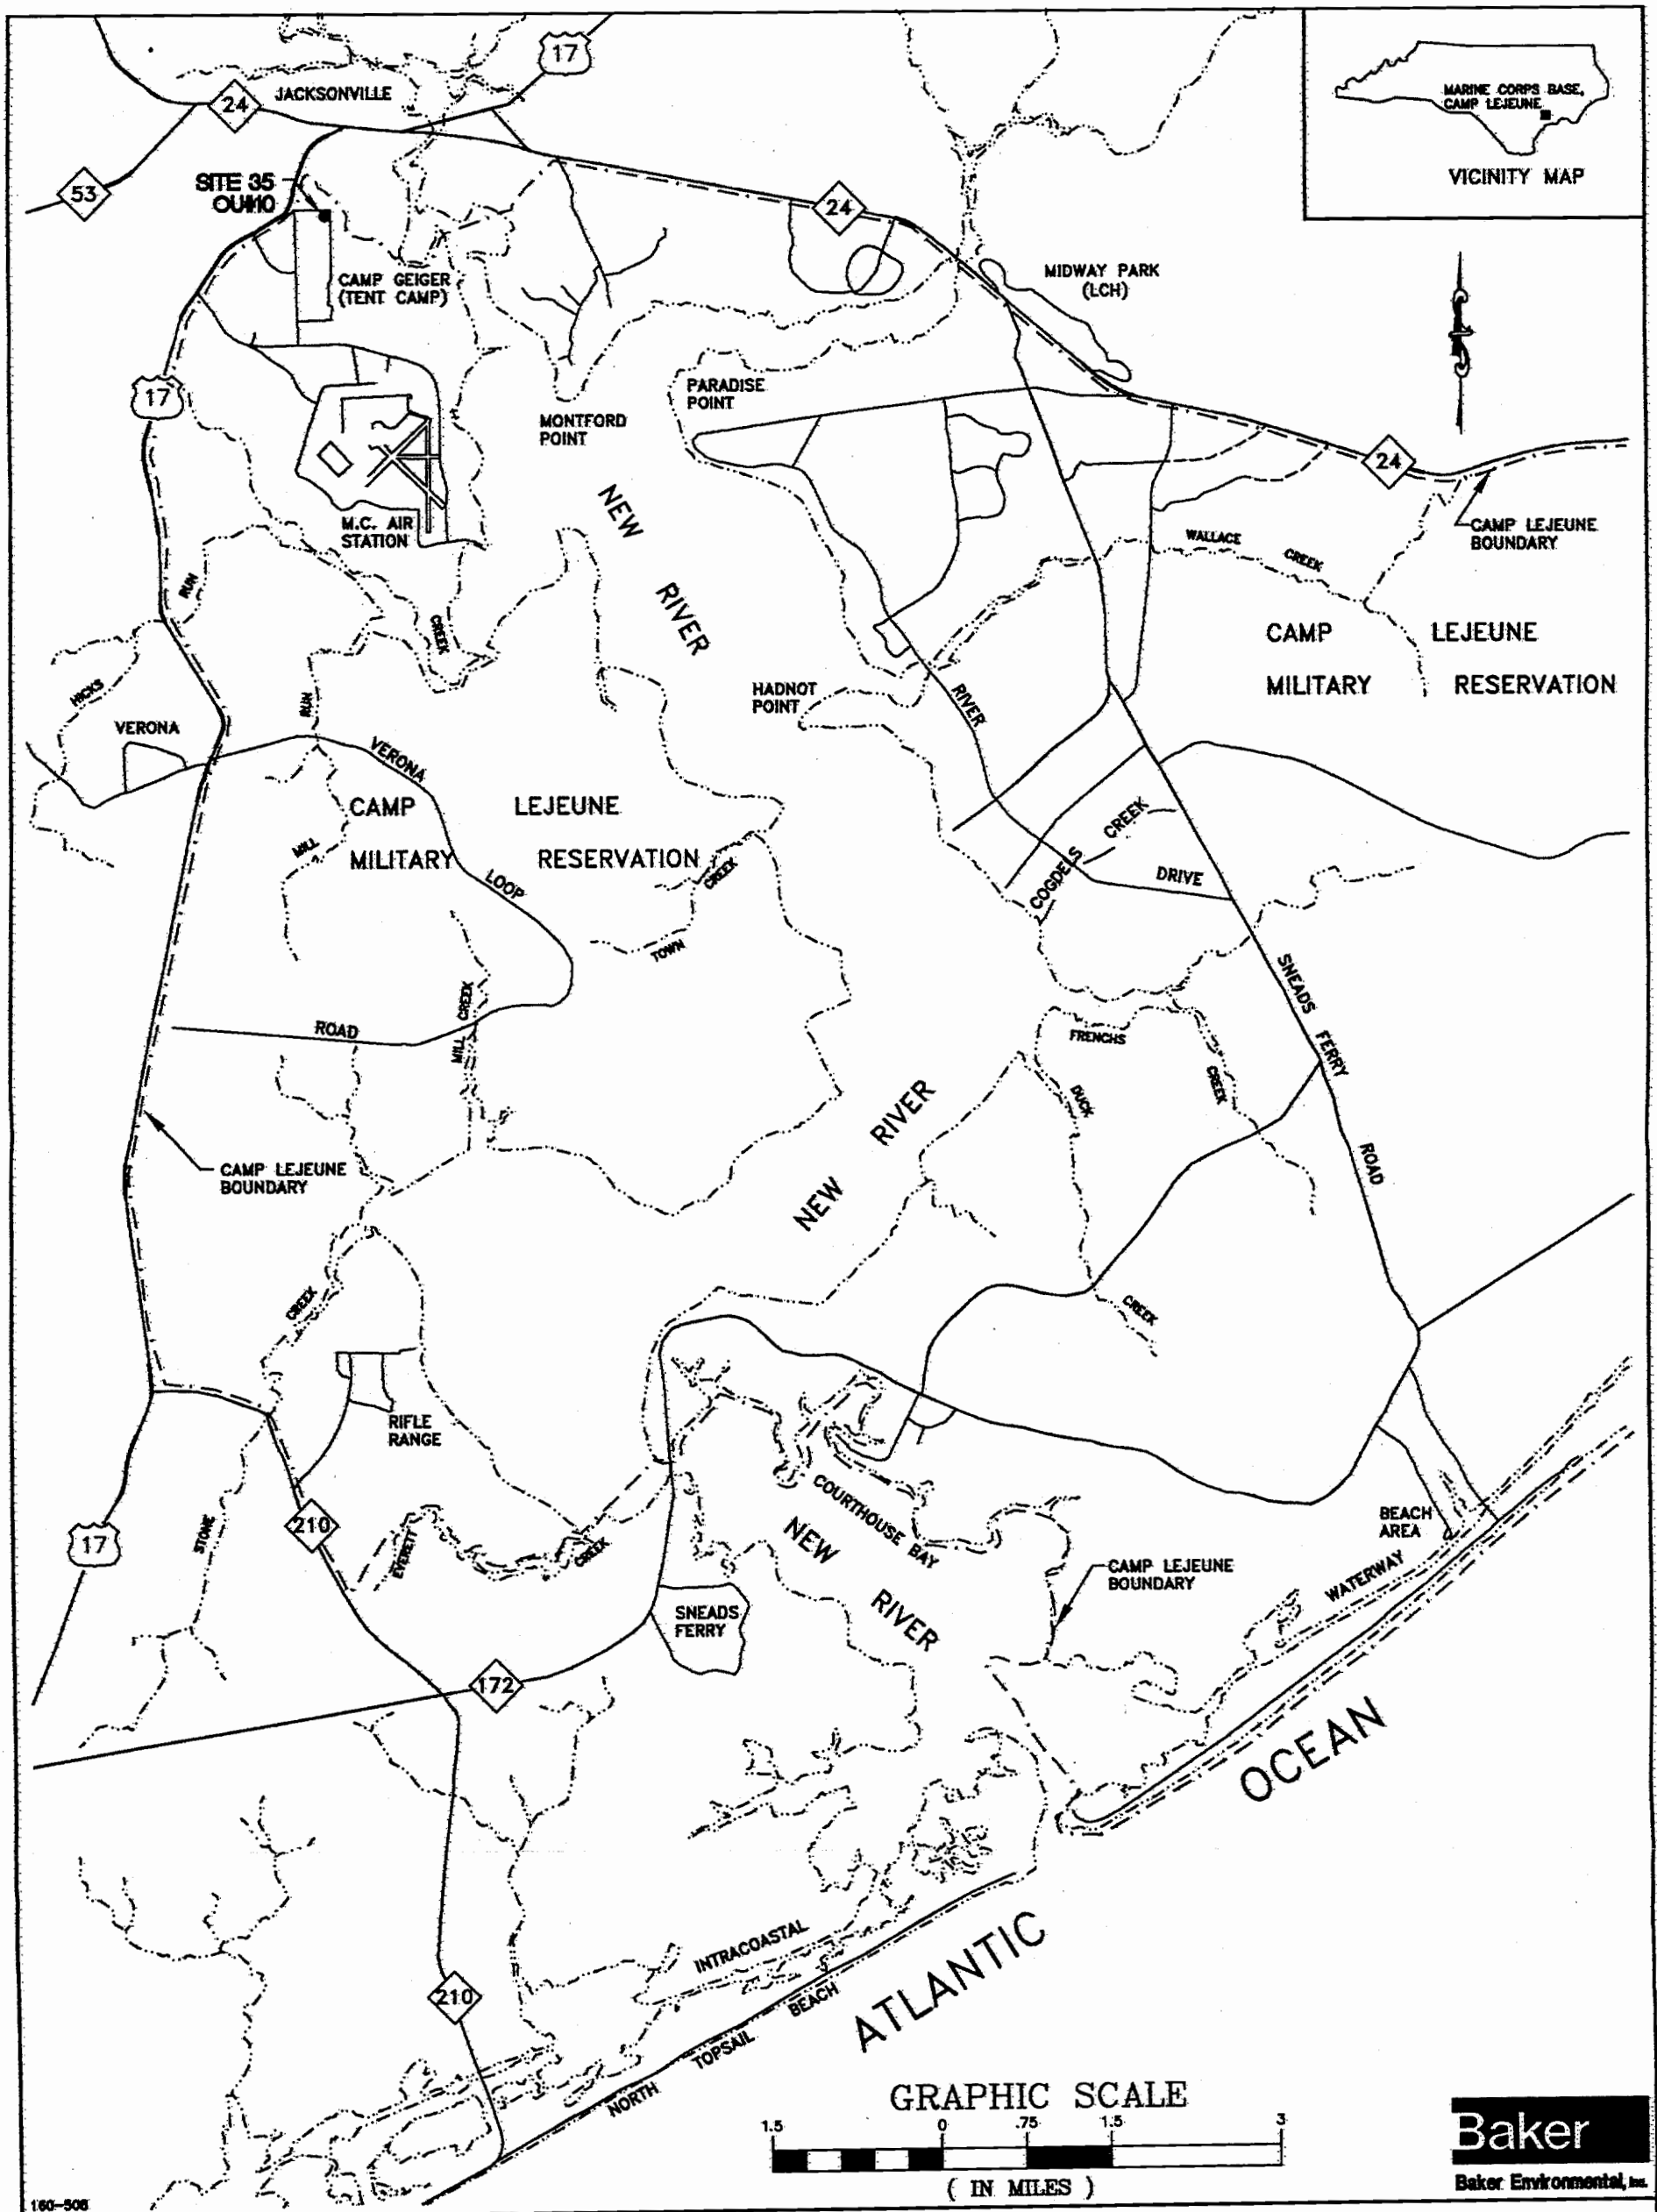 17
24
JACKSONVILLE
MARINE CORPS BASE,
CAMP LEJEUNE
VICINITY MAP
53
SITE 35
24
CAMP GEIGER
(TENT CAMP)
MIDWAY PARK
(LCH)
17
PARADISE
POINT
MONTFORD
POINT
24
NEW
RIVER
M.C. AIR
STATION
CAMP LEJEUNE
BOUNDARY
WALLACE
CREEK
RUN
CREEK
CAMP LEJEUNE
MILITARY RESERVATION
HICKS
RUN
HADNOT
POINT
RIVER
VERONA
VERONA
CAMP LEJEUNE
MILITARY RESERVATION
MILL
LOOP
CREEK
TOWN
CREEK
COGDELS
DRIVE
SNEADS FERRY
ROAD
ROAD
MILL CREEK
FRENCHS
CREEK
DUCK
CREEK
NEW RIVER
CAMP LEJEUNE
BOUNDARY
CREEK
RIFLE
RANGE
210
17
STONE
EVERETT
CREEK
COURTHOUSE BAY
NEW
RIVER
BEACH
AREA
CAMP LEJEUNE
BOUNDARY
WATERWAY
SNEADS
FERRY
172
OCEAN
INTRACOASTAL
ATLANTIC
210
NORTH TOPSAIL BEACH
GRAPHIC SCALE
1.5 0 .75 1.5 3
( IN MILES )
Baker
Baker Environmental, Inc.